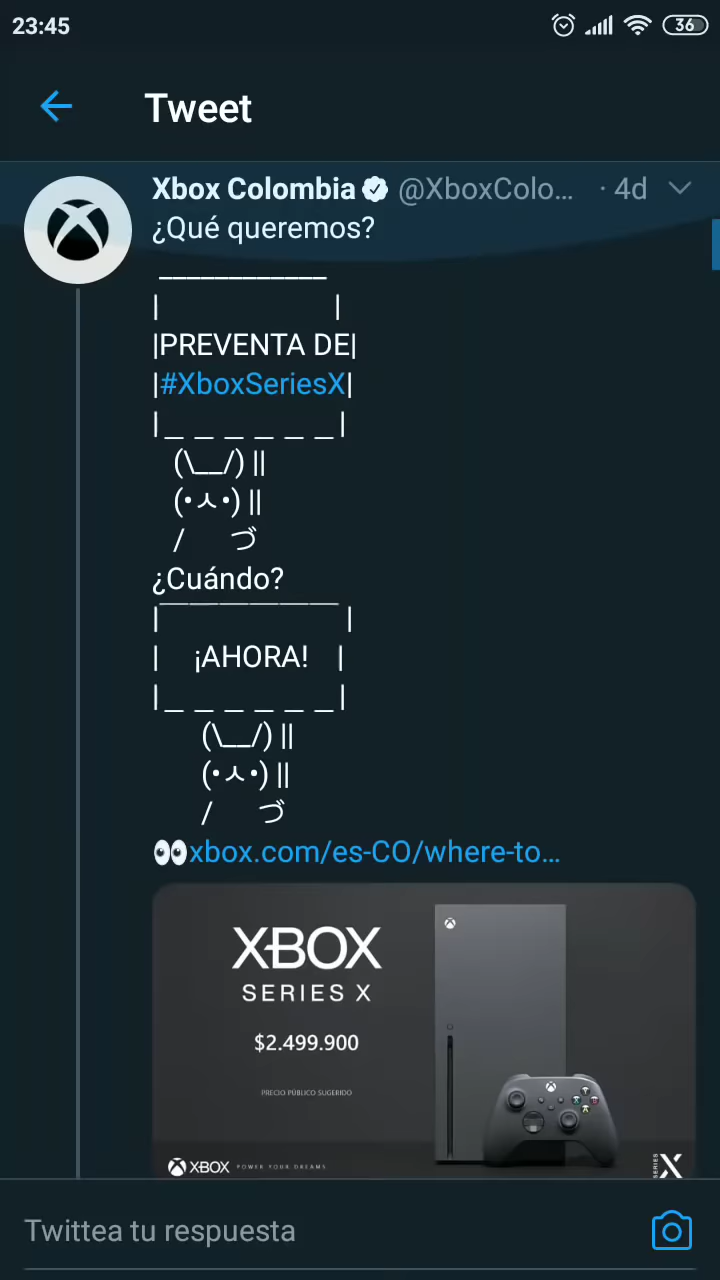 23:45
36
Tweet
Xbox Colombia @XboxColo... · 4d
¿Qué queremos?
____________
|                      |
|PREVENTA DE|
|#XboxSeriesX|
|_ _ _ _ _ _|
(\__/) ||
(•ㅅ•) ||
/     づ
¿Cuándo?
|￣￣￣￣￣￣|
|    ¡AHORA!   |
|_ _ _ _ _ _|
(\__/) ||
(•ㅅ•) ||
/     づ
👀xbox.com/es-CO/where-to...
XBOX
SERIES X
$2.499.900
PRECIO PÚBLICO SUGERIDO
XBOX POWER YOUR DREAMS
SERIES X
Twittea tu respuesta